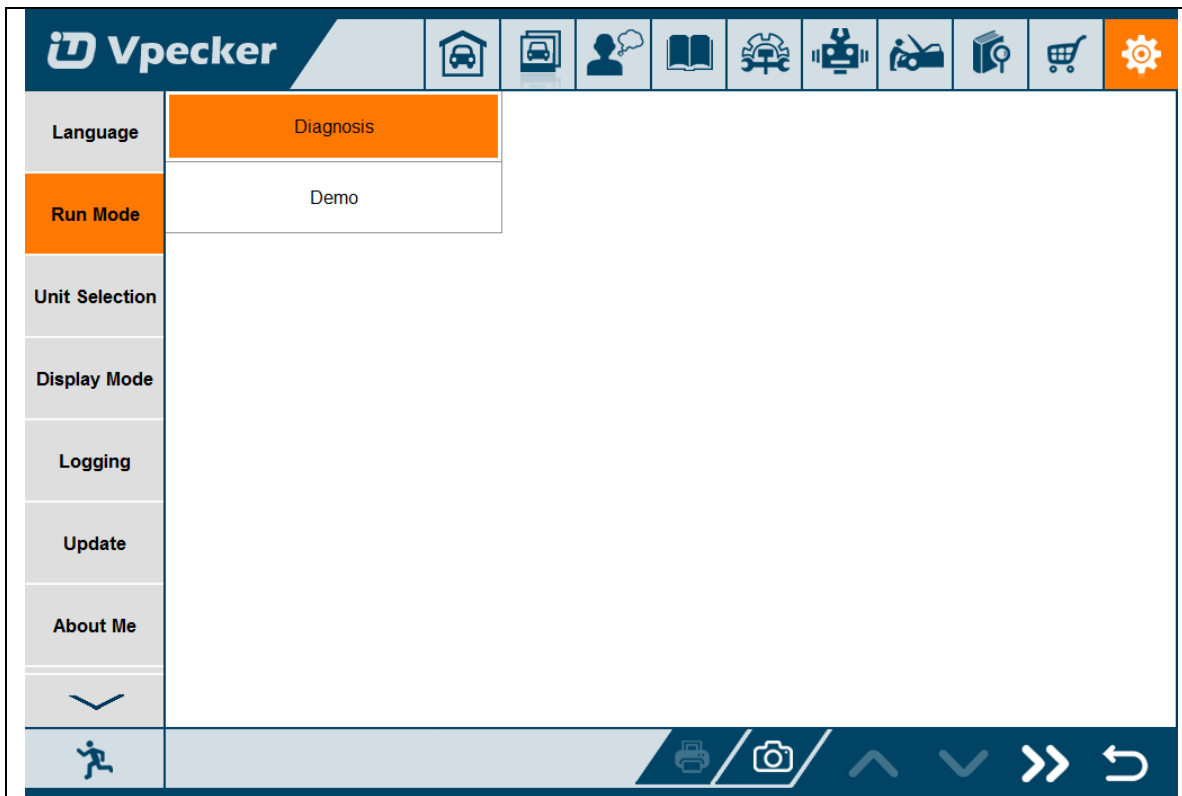 Vpecker
Language
Diagnosis
Run Mode
Demo
Unit Selection
Display Mode
Logging
Update
About Me